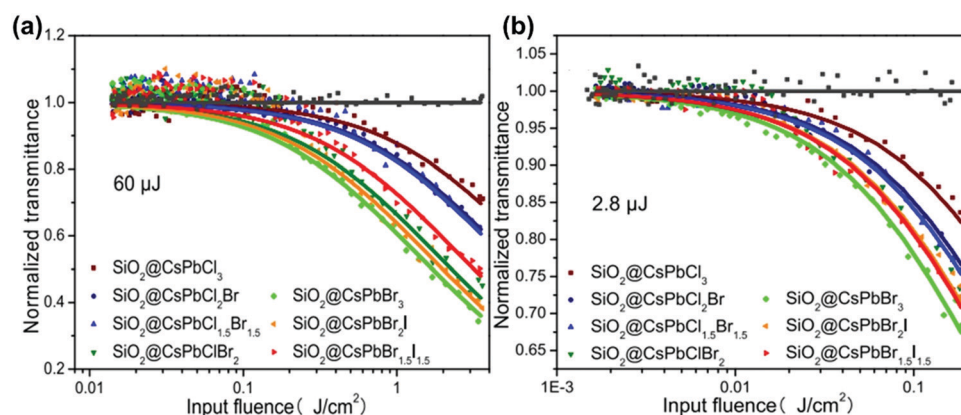 (a)
Normalized transmittance
1.2
1.0
0.8
0.6
0.4
0.2
60 μJ
SiO₂@CsPbCl₃
SiO₂@CsPbCl₂Br
SiO₂@CsPbCl₁.₅Br₁.₅
SiO₂@CsPbClBr₂
SiO₂@CsPbBr₃
SiO₂@CsPbBr₂I
SiO₂@CsPbBr₁.₅I₁.₅
0.01
0.1
1
Input fluence( J/cm²)
(b)
Normalized transmittance
1.05
1.00
0.95
0.90
0.85
0.80
0.75
0.70
0.65
2.8 μJ
SiO₂@CsPbCl₃
SiO₂@CsPbCl₂Br
SiO₂@CsPbCl₁.₅Br₁.₅
SiO₂@CsPbClBr₂
SiO₂@CsPbBr₃
SiO₂@CsPbBr₂I
SiO₂@CsPbBr₁.₅I₁.₅
1E-3
0.01
0.1
Input fluence( J/cm²)